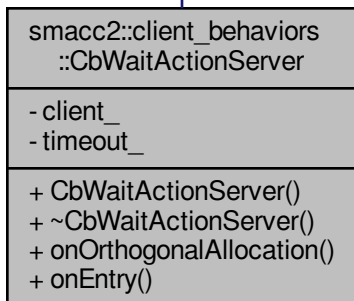 smacc2::client_behaviors
::CbWaitActionServer
- client_
- timeout_
+ CbWaitActionServer()
+ ~CbWaitActionServer()
+ onOrthogonalAllocation()
+ onEntry()